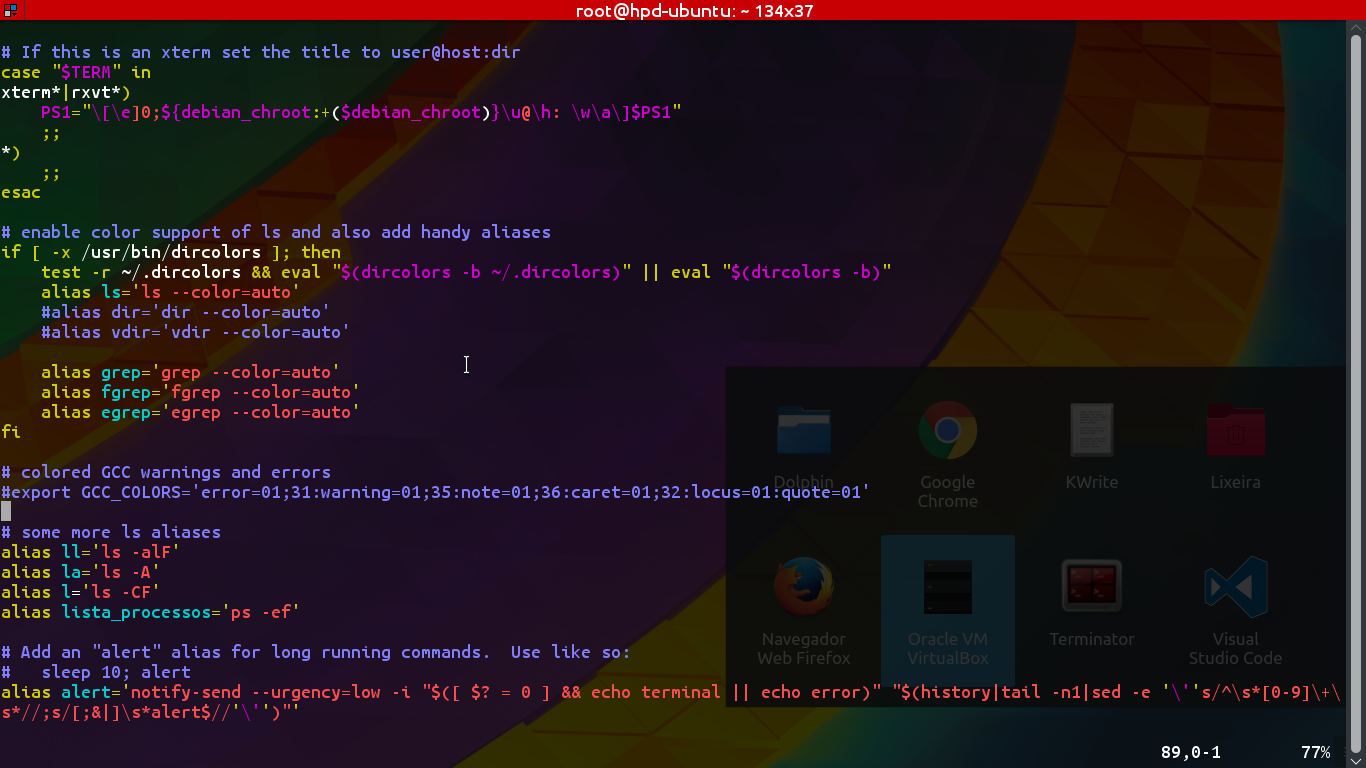 root@hpd-ubuntu: ~ 134x37
# If this is an xterm set the title to user@host:dir
case "$TERM" in
xterm*|rxvt*)
    PS1="\[\e]0;${debian_chroot:+($debian_chroot)}\u@\h: \w\a\]$PS1"
    ;;
*)
    ;;
esac
# enable color support of ls and also add handy aliases
if [ -x /usr/bin/dircolors ]; then
    test -r ~/.dircolors && eval "$(dircolors -b ~/.dircolors)" || eval "$(dircolors -b)"
    alias ls='ls --color=auto'
    #alias dir='dir --color=auto'
    #alias vdir='vdir --color=auto'
    alias grep='grep --color=auto'
    alias fgrep='fgrep --color=auto'
    alias egrep='egrep --color=auto'
fi
# colored GCC warnings and errors
#export GCC_COLORS='error=01;31:warning=01;35:note=01;36:caret=01;32:locus=01:quote=01'
# some more ls aliases
alias ll='ls -alF'
alias la='ls -A'
alias l='ls -CF'
alias lista_processos='ps -ef'
# Add an "alert" alias for long running commands.  Use like so:
#   sleep 10; alert
alias alert='notify-send --urgency=low -i "$([ $? = 0 ] && echo terminal || echo error)" "$(history|tail -n1|sed -e '\''s/^\s*[0-9]\+\
s*//;s/[;&|]\s*alert$//'\'')"'
89,0-1 77%
Dolphin
Google
Chrome
KWrite
Lixeira
Navegador
Web Firefox
Oracle VM
VirtualBox
Terminator
Visual
Studio Code